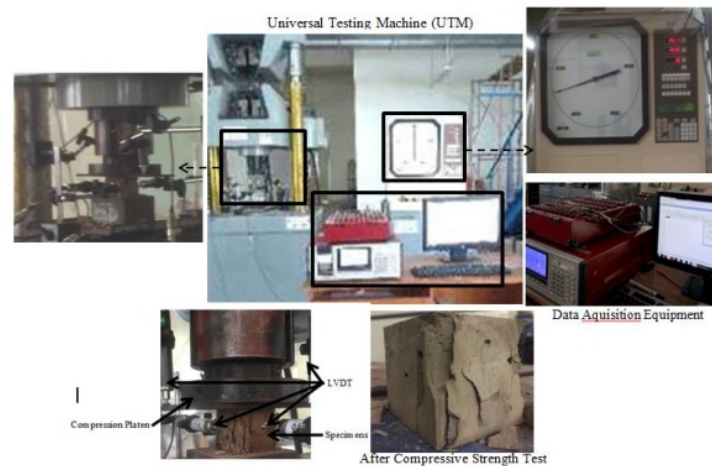 Universal Testing Machine (UTM)
Data Aquisition Equipment
LVDT
Compression Platen
Specimens
After Compressive Strength Test